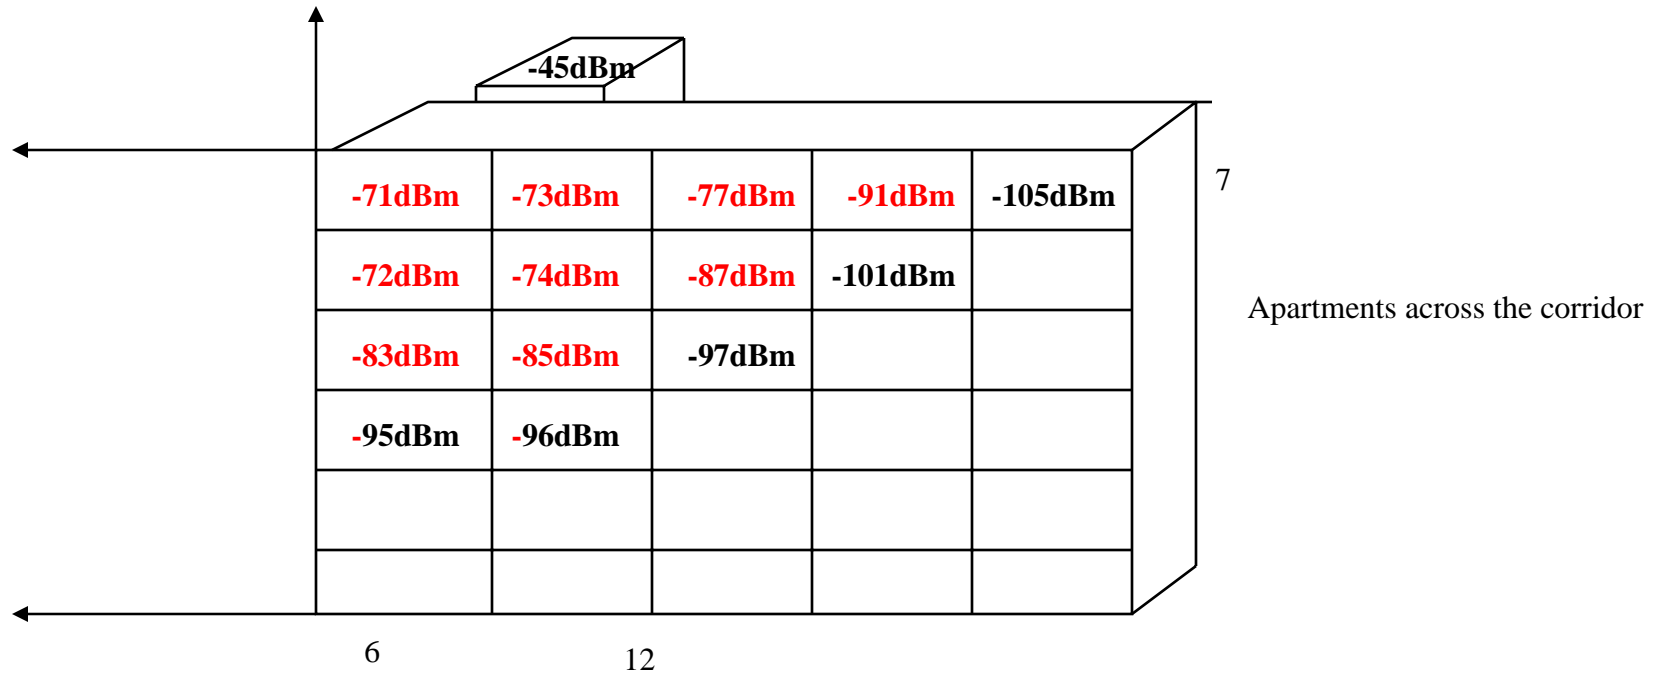 -45dBm
-71dBm -73dBm -77dBm -91dBm -105dBm
7
-72dBm -74dBm -87dBm -101dBm
Apartments across the corridor
-83dBm -85dBm -97dBm
-95dBm -96dBm
6 12